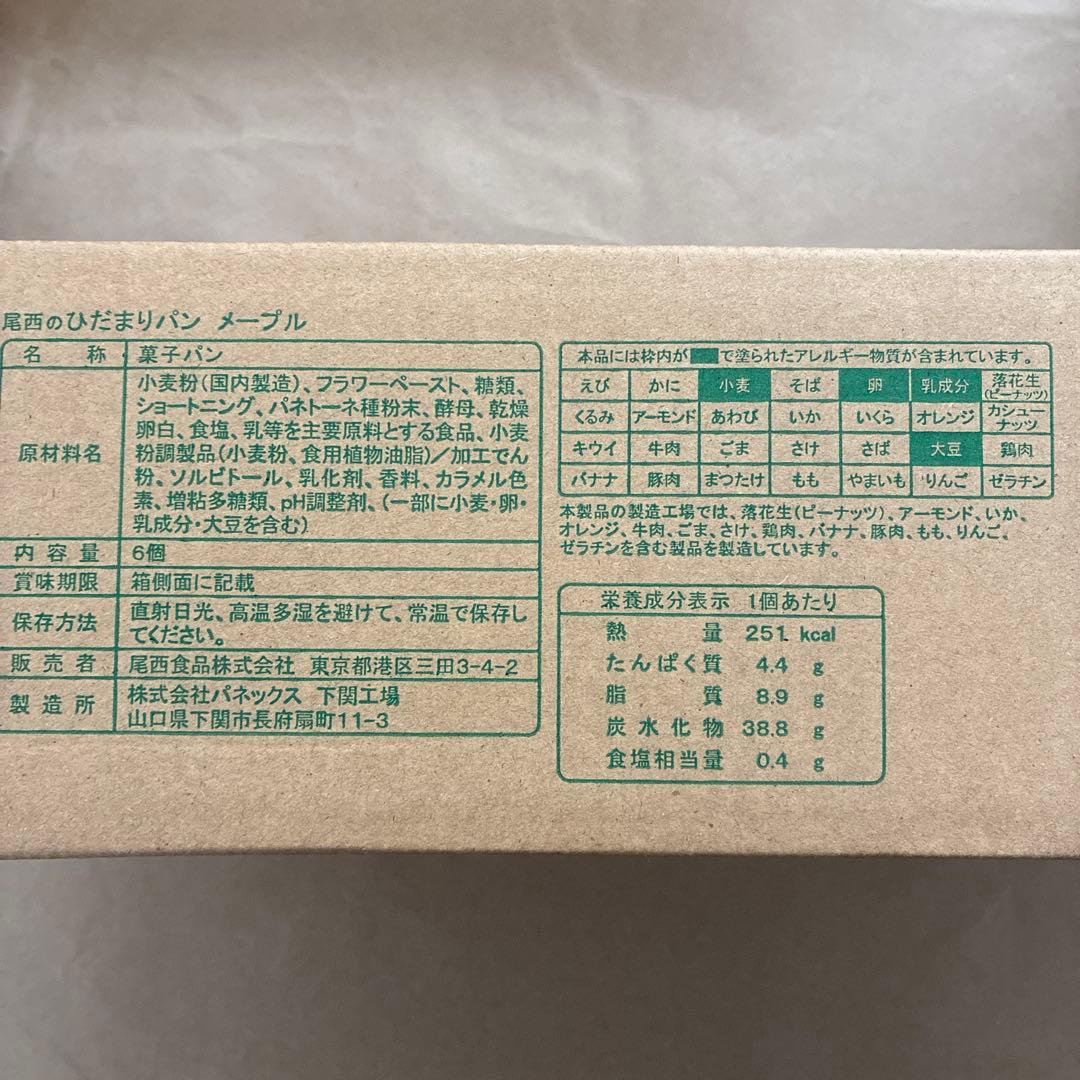 尾西のひだまりパン メープル
名称 菓子パン
原材料名
小麦粉(国内製造)、フラワーペースト、糖類、
ショートニング、パネトーネ種粉末、酵母、乾燥
卵白、食塩、乳等を主要原料とする食品、小麦
粉調製品(小麦粉、食用植物油脂)/加工でん
粉、ソルビトール、乳化剤、香料、カラメル色
素、増粘多糖類、pH調整剤、(一部に小麦・卵・
乳成分・大豆を含む)
内容量 6個
賞味期限 箱側面に記載
保存方法
直射日光、高温多湿を避けて、常温で保存し
てください。
販売者 尾西食品株式会社 東京都港区三田3-4-2
製造所
株式会社パネックス 下関工場
山口県下関市長府扇町11-3
本品には枠内が で塗られたアレルギー物質が含まれています。
えび かに 小麦 そば 卵 乳成分 落花生(ピーナッツ)
くるみ アーモンド あわび いか いくら オレンジ カシューナッツ
キウイ 牛肉 ごま さけ さば 大豆 鶏肉
バナナ 豚肉 まつたけ もも やまいも りんご ゼラチン
本製品の製造工場では、落花生(ピーナッツ)、アーモンド、いか、
オレンジ、牛肉、ごま、さけ、鶏肉、バナナ、豚肉、もも、りんご、
ゼラチンを含む製品を製造しています。
栄養成分表示 1個あたり
熱量 251 kcal
たんぱく質 4.4 g
脂質 8.9 g
炭水化物 38.8 g
食塩相当量 0.4 g